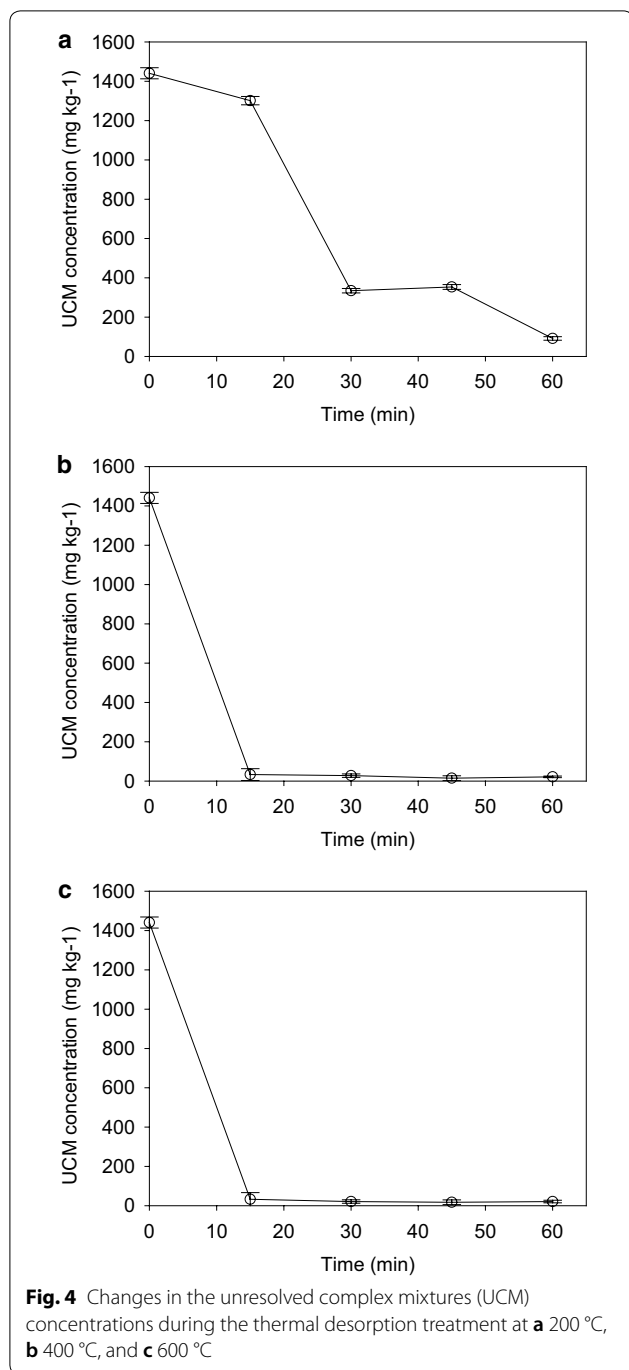 a
1600
1400
1200
1000
800
600
400
200
0
UCM concentration (mg kg-1)
0 10 20 30 40 50 60
Time (min)
b
1600
1400
1200
1000
800
600
400
200
0
UCM concentration (mg kg-1)
0 10 20 30 40 50 60
Time (min)
c
1600
1400
1200
1000
800
600
400
200
0
UCM concentration (mg kg-1)
0 10 20 30 40 50 60
Time (min)
Fig. 4 Changes in the unresolved complex mixtures (UCM)
concentrations during the thermal desorption treatment at a 200 °C,
b 400 °C, and c 600 °C